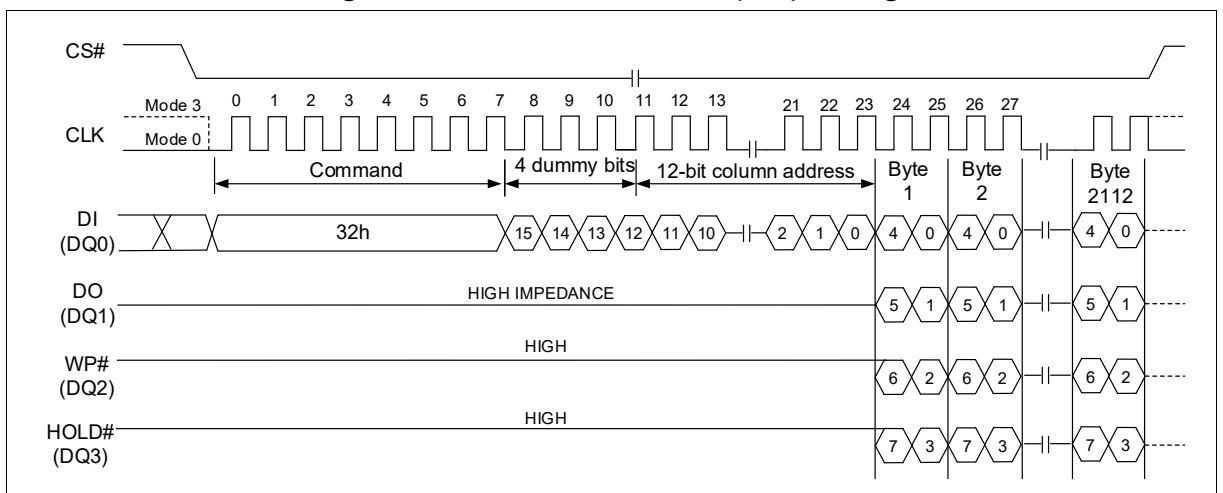 CS#
Mode 3
0 1 2 3 4 5 6 7 8 9 10 11 12 13 21 22 23 24 25 26 27
CLK
Mode 0
Command
4 dummy bits
12-bit column address
Byte
1
Byte
2
Byte
2112
DI
(DQ0)
32h
15 14 13 12 11 10 2 1 0 4 0 4 0 4 0
DO
(DQ1)
HIGH IMPEDANCE
5 1 5 1 5 1
HIGH
WP#
(DQ2)
6 2 6 2 6 2
HIGH
HOLD#
(DQ3)
7 3 7 3 7 3